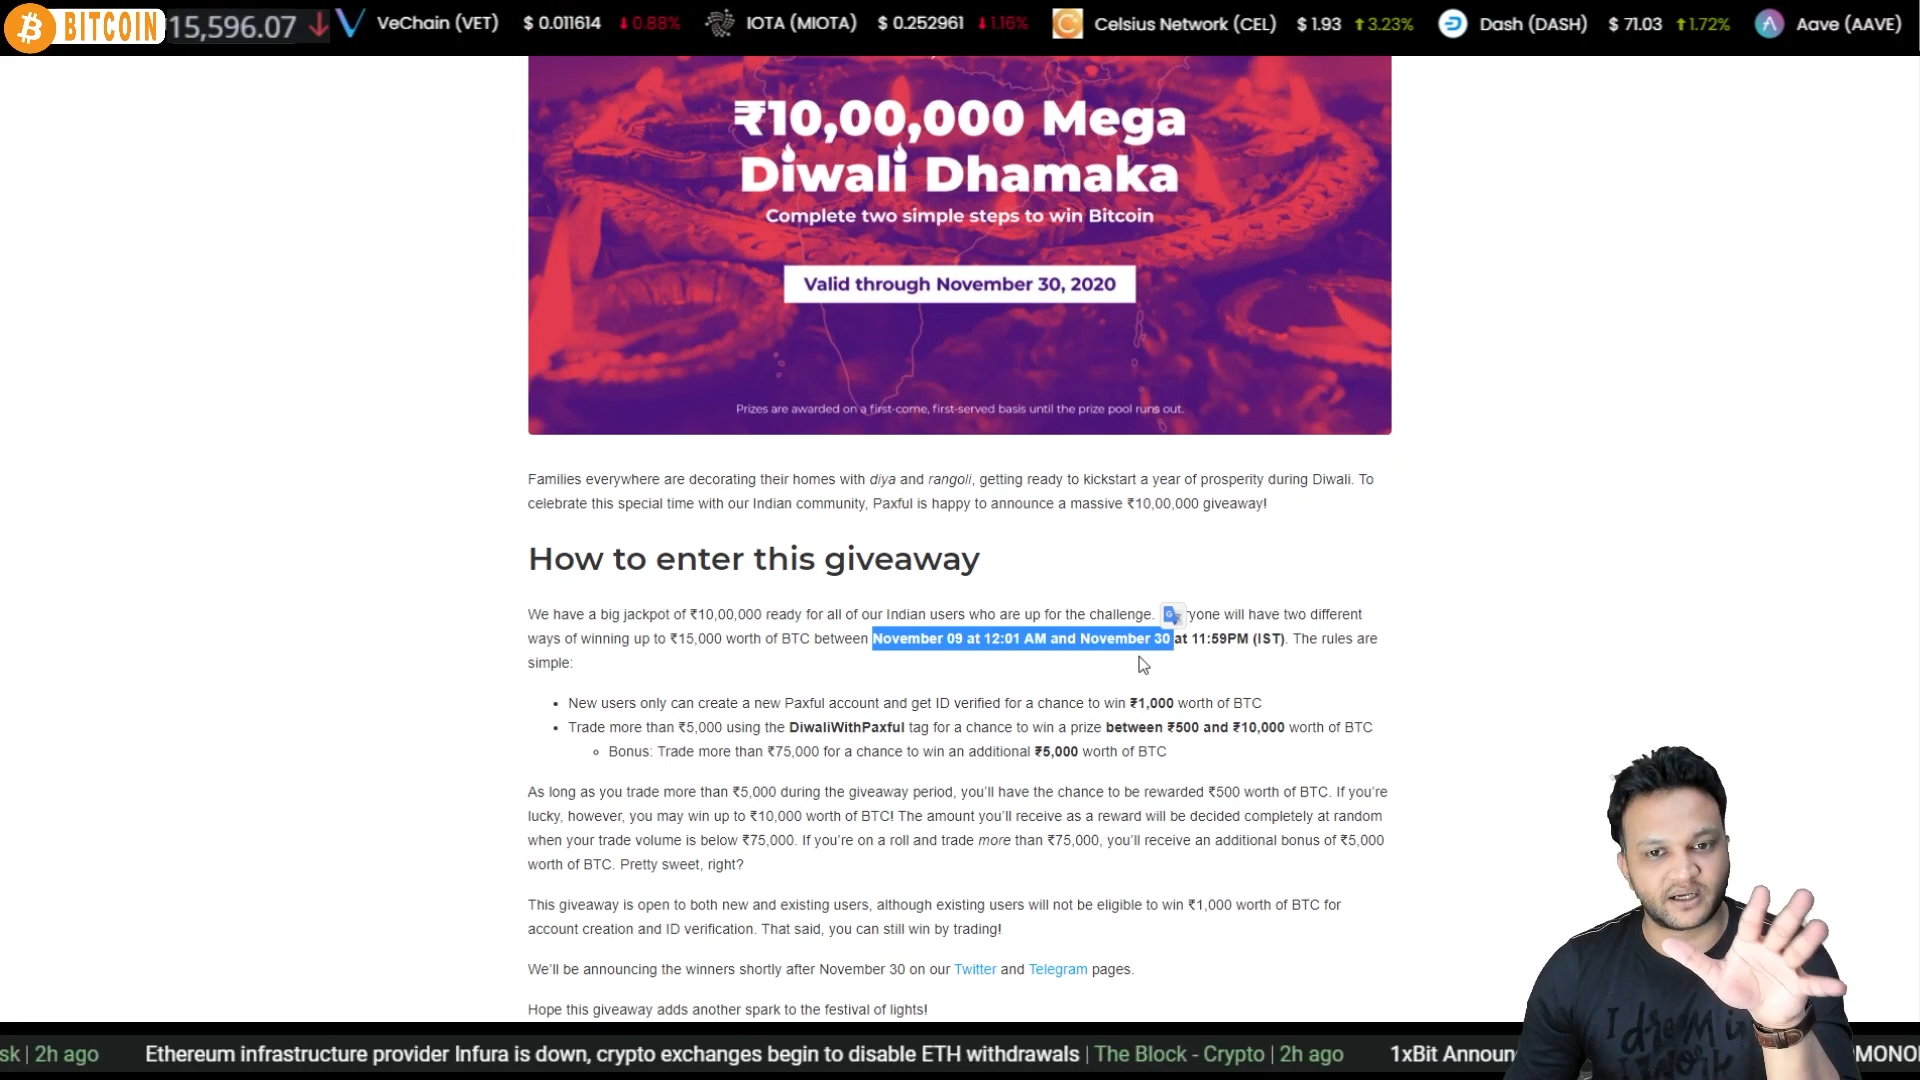 BITCOIN 15,596.07 VeChain (VET) $ 0.011614 0.88% IOTA (MIOTA) $ 0.252961 1.16% Celsius Network (CEL) $ 1.93 3.23% Dash (DASH) $ 71.03 1.72% Aave (AAVE)
₹10,00,000 Mega
Diwali Dhamaka
Complete two simple steps to win Bitcoin
Valid through November 30, 2020
Prizes are awarded on a first-come, first-served basis until the prize pool runs out.
Families everywhere are decorating their homes with diya and rangoli, getting ready to kickstart a year of prosperity during Diwali. To
celebrate this special time with our Indian community, Paxful is happy to announce a massive ₹10,00,000 giveaway!
How to enter this giveaway
We have a big jackpot of ₹10,00,000 ready for all of our Indian users who are up for the challenge. ryone will have two different
ways of winning up to ₹15,000 worth of BTC between November 09 at 12:01 AM and November 30 at 11:59PM (IST). The rules are
simple:
• New users only can create a new Paxful account and get ID verified for a chance to win ₹1,000 worth of BTC
• Trade more than ₹5,000 using the DiwaliWithPaxful tag for a chance to win a prize between ₹500 and ₹10,000 worth of BTC
◦ Bonus: Trade more than ₹75,000 for a chance to win an additional ₹5,000 worth of BTC
As long as you trade more than ₹5,000 during the giveaway period, you'll have the chance to be rewarded ₹500 worth of BTC. If you're
lucky, however, you may win up to ₹10,000 worth of BTC! The amount you'll receive as a reward will be decided completely at random
when your trade volume is below ₹75,000. If you're on a roll and trade more than ₹75,000, you'll receive an additional bonus of ₹5,000
worth of BTC. Pretty sweet, right?
This giveaway is open to both new and existing users, although existing users will not be eligible to win ₹1,000 worth of BTC for
account creation and ID verification. That said, you can still win by trading!
We'll be announcing the winners shortly after November 30 on our Twitter and Telegram pages.
Hope this giveaway adds another spark to the festival of lights!
I dream
sk | 2h ago Ethereum infrastructure provider Infura is down, crypto exchanges begin to disable ETH withdrawals | The Block - Crypto | 2h ago 1xBit Announ MONO